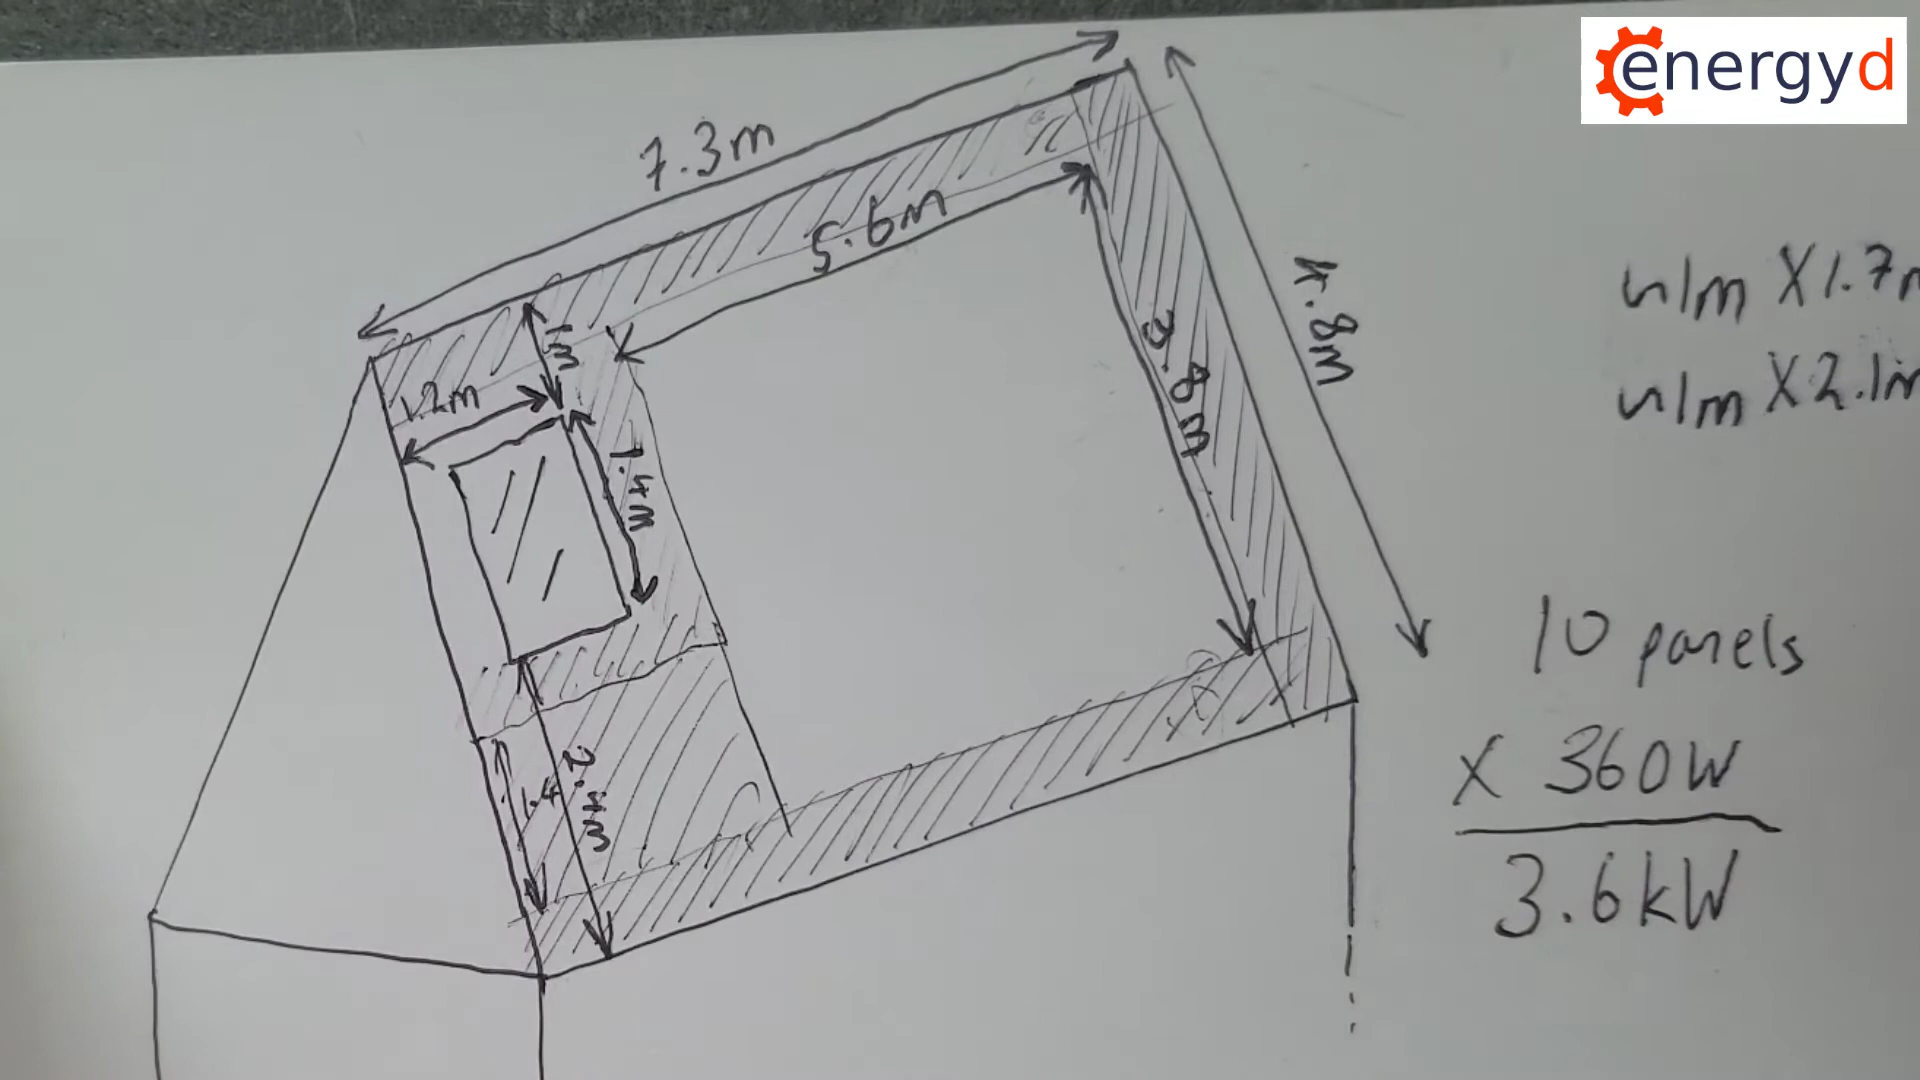 energyd
7.3m
5.6m
4.8m
1m
1.2m
3.8m
1.4m
1.4
2.4m
~1m X 1.7m
~1m X 2.1m
10 panels
X 360W
3.6kW